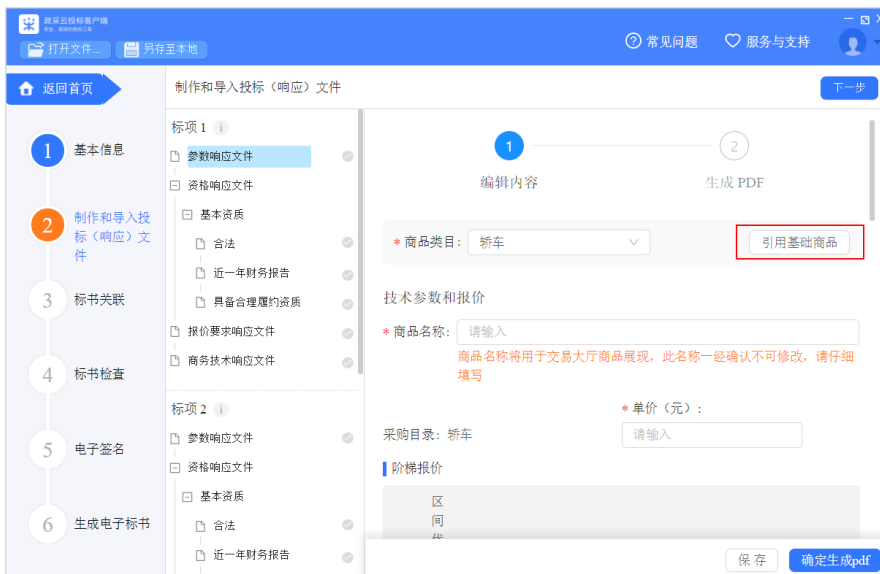 政采云投标客户端
安全、高效的投标工具
打开文件...
另存至本地
常见问题
服务与支持
返回首页
制作和导入投标（响应）文件
下一步
1
基本信息
2
制作和导入投
标（响应）文
件
3
标书关联
4
标书检查
5
电子签名
6
生成电子标书
标项 1
参数响应文件
资格响应文件
基本资质
合法
近一年财务报告
具备合理履约资质
报价要求响应文件
商务技术响应文件
标项 2
参数响应文件
资格响应文件
基本资质
合法
近一年财务报告
1
编辑内容
2
生成 PDF
* 商品类目：
轿车
引用基础商品
技术参数和报价
* 商品名称：
请输入
商品名称将用于交易大厅商品展现，此名称一经确认不可修改，请仔细
填写
* 单价（元）：
采购目录：轿车
请输入
阶梯报价
区
间
保存
确定生成pdf